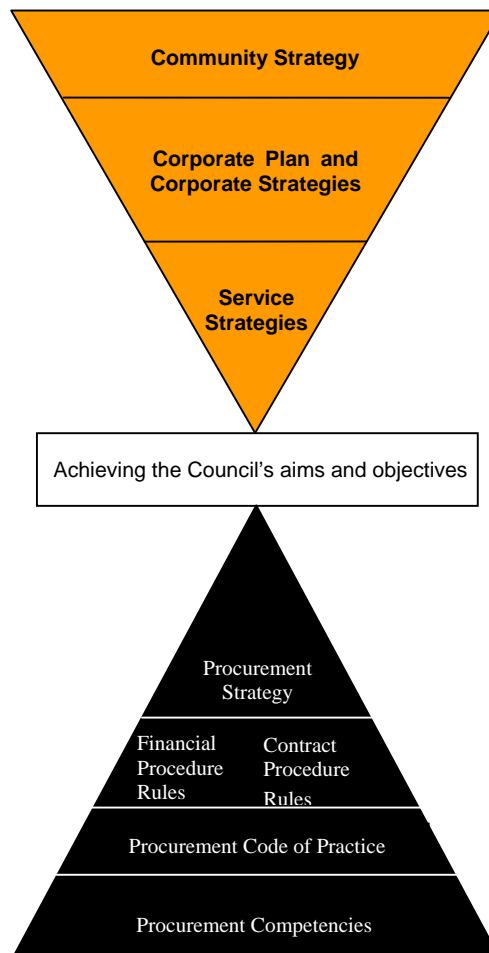 Community Strategy
Corporate Plan and
Corporate Strategies
Service
Strategies
Achieving the Council's aims and objectives
Procurement
Strategy
Financial
Procedure
Rules
Contract
Procedure
Rules
Procurement Code of Practice
Procurement Competencies